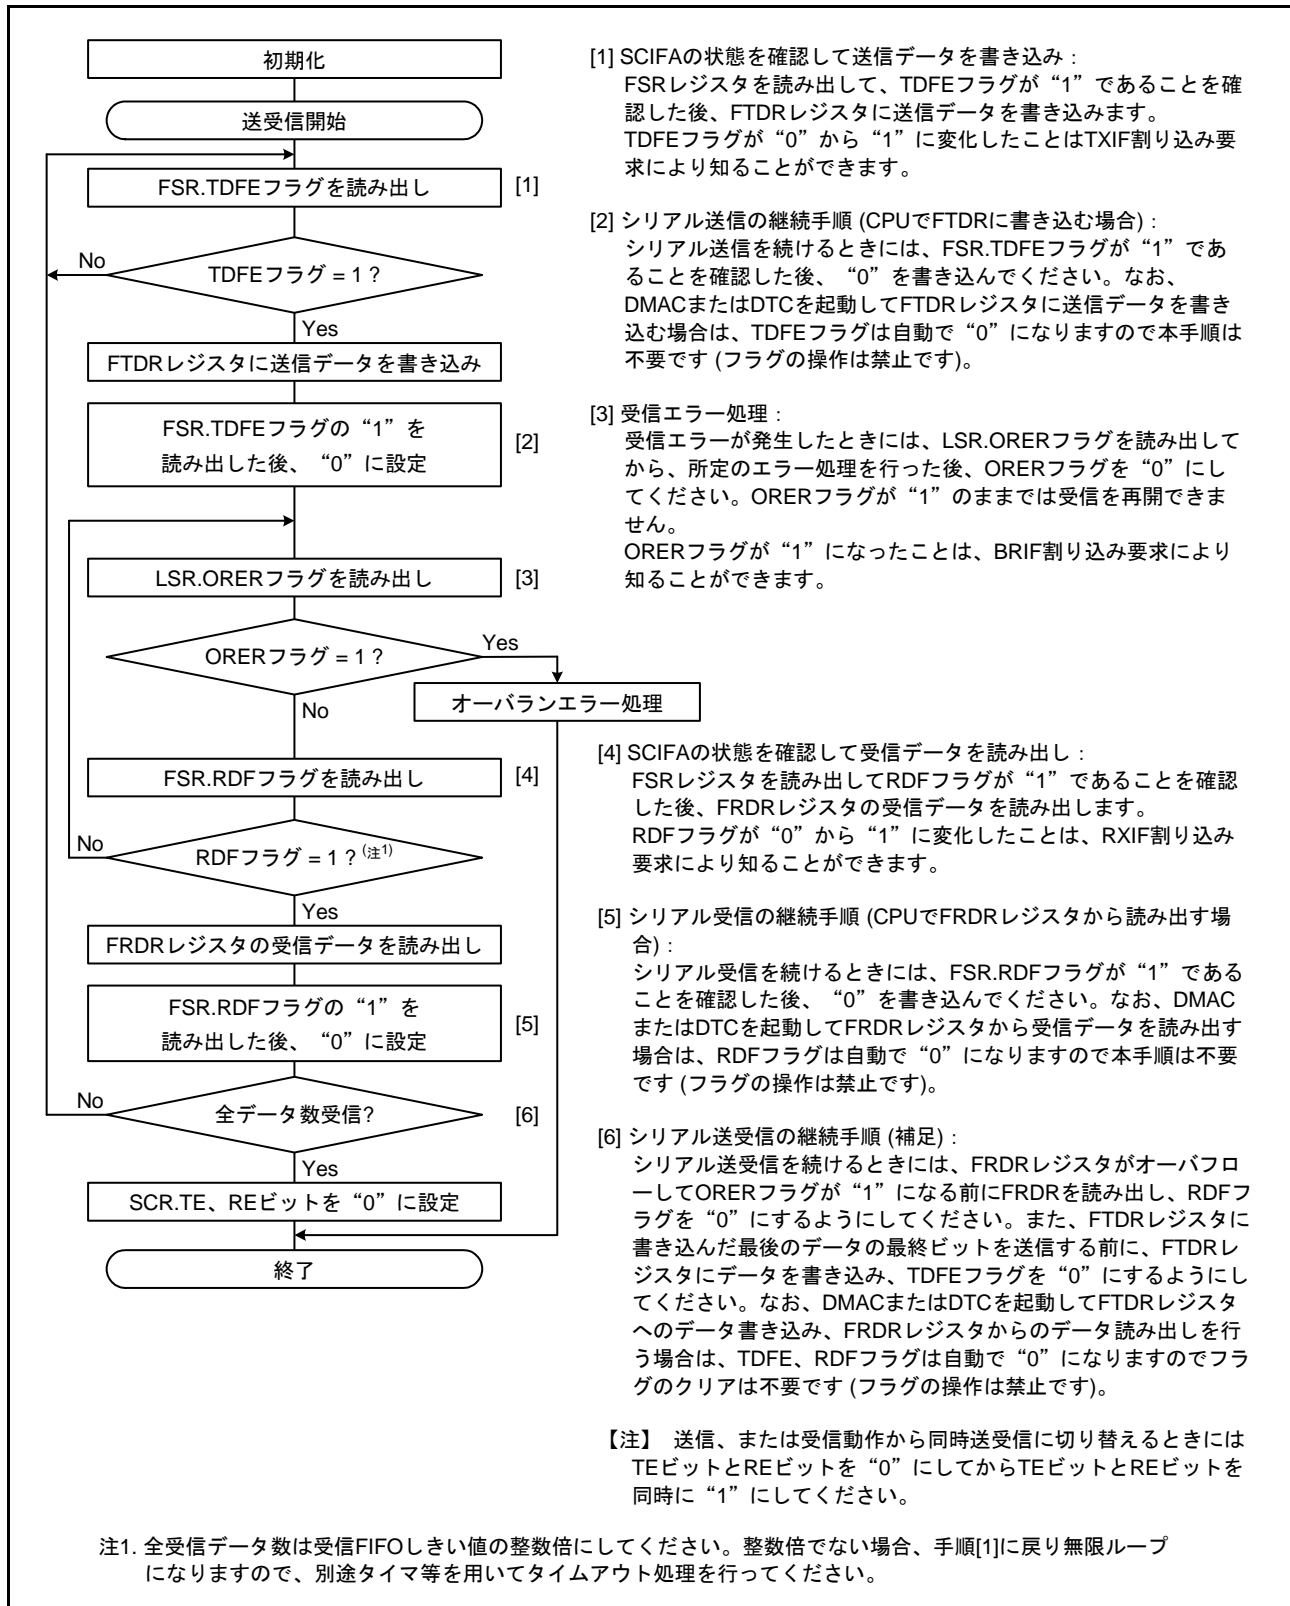 初期化
送受信開始
FSR.TDFEフラグを読み出し
[1]
No
TDFEフラグ = 1 ?
Yes
FTDRレジスタに送信データを書き込み
FSR.TDFEフラグの“1”を
読み出した後、“0”に設定
[2]
LSR.ORERフラグを読み出し
[3]
ORERフラグ = 1 ?
Yes
オーバランエラー処理
No
FSR.RDFフラグを読み出し
[4]
No
RDFフラグ = 1 ? (注1)
Yes
FRDRレジスタの受信データを読み出し
FSR.RDFフラグの“1”を
読み出した後、“0”に設定
[5]
No
全データ数受信?
[6]
Yes
SCR.TE、REビットを“0”に設定
終了
[1] SCIFAの状態を確認して送信データを書き込み：
FSRレジスタを読み出して、TDFEフラグが“1”であることを確
認した後、FTDRレジスタに送信データを書き込みます。
TDFEフラグが“0”から“1”に変化したことはTXIF割り込み要
求により知ることができます。
[2] シリアル送信の継続手順 (CPUでFTDRに書き込む場合)：
シリアル送信を続けるときには、FSR.TDFEフラグが“1”であ
ることを確認した後、“0”を書き込んでください。なお、
DMACまたはDTCを起動してFTDRレジスタに送信データを書き
込む場合は、TDFEフラグは自動で“0”になりますので本手順は
不要です (フラグの操作は禁止です)。
[3] 受信エラー処理：
受信エラーが発生したときには、LSR.ORERフラグを読み出して
から、所定のエラー処理を行った後、ORERフラグを“0”にし
てください。ORERフラグが“1”のままでは受信を再開できま
せん。
ORERフラグが“1”になったことは、BRIF割り込み要求により
知ることができます。
[4] SCIFAの状態を確認して受信データを読み出し：
FSRレジスタを読み出してRDFフラグが“1”であることを確認
した後、FRDRレジスタの受信データを読み出します。
RDFフラグが“0”から“1”に変化したことは、RXIF割り込み
要求により知ることができます。
[5] シリアル受信の継続手順 (CPUでFRDRレジスタから読み出す場
合)：
シリアル受信を続けるときには、FSR.RDFフラグが“1”である
ことを確認した後、“0”を書き込んでください。なお、DMAC
またはDTCを起動してFRDRレジスタから受信データを読み出す
場合は、RDFフラグは自動で“0”になりますので本手順は不要
です (フラグの操作は禁止です)。
[6] シリアル送受信の継続手順 (補足)：
シリアル送受信を続けるときには、FRDRレジスタがオーバフロ
ーしてORERフラグが“1”になる前にFRDRを読み出し、RDFフ
ラグを“0”にするようにしてください。また、FTDRレジスタに
書き込んだ最後のデータの最終ビットを送信する前に、FTDRレ
ジスタにデータを書き込み、TDFEフラグを“0”にするようにし
てください。なお、DMACまたはDTCを起動してFTDRレジスタ
へのデータ書き込み、FRDRレジスタからのデータ読み出しを行
う場合は、TDFE、RDFフラグは自動で“0”になりますのでフラ
グのクリアは不要です (フラグの操作は禁止です)。
【注】 送信、または受信動作から同時送受信に切り替えるときには
TEビットとREビットを“0”にしてからTEビットとREビットを
同時に“1”にしてください。
注1. 全受信データ数は受信FIFOしきい値の整数倍にしてください。整数倍でない場合、手順[1]に戻り無限ループ
になりますので、別途タイマ等を用いてタイムアウト処理を行ってください。